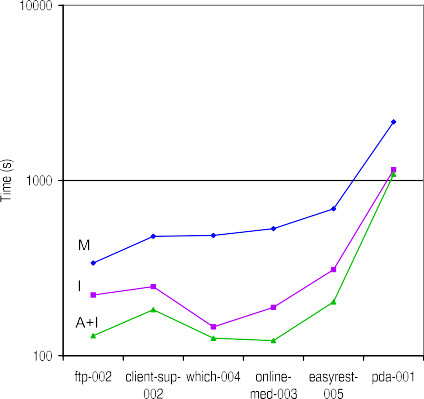 10000
1000
100
Time (s)
M
I
A+I
ftp-002 client-sup-002 which-004 online-med-003 easyrest-005 pda-001